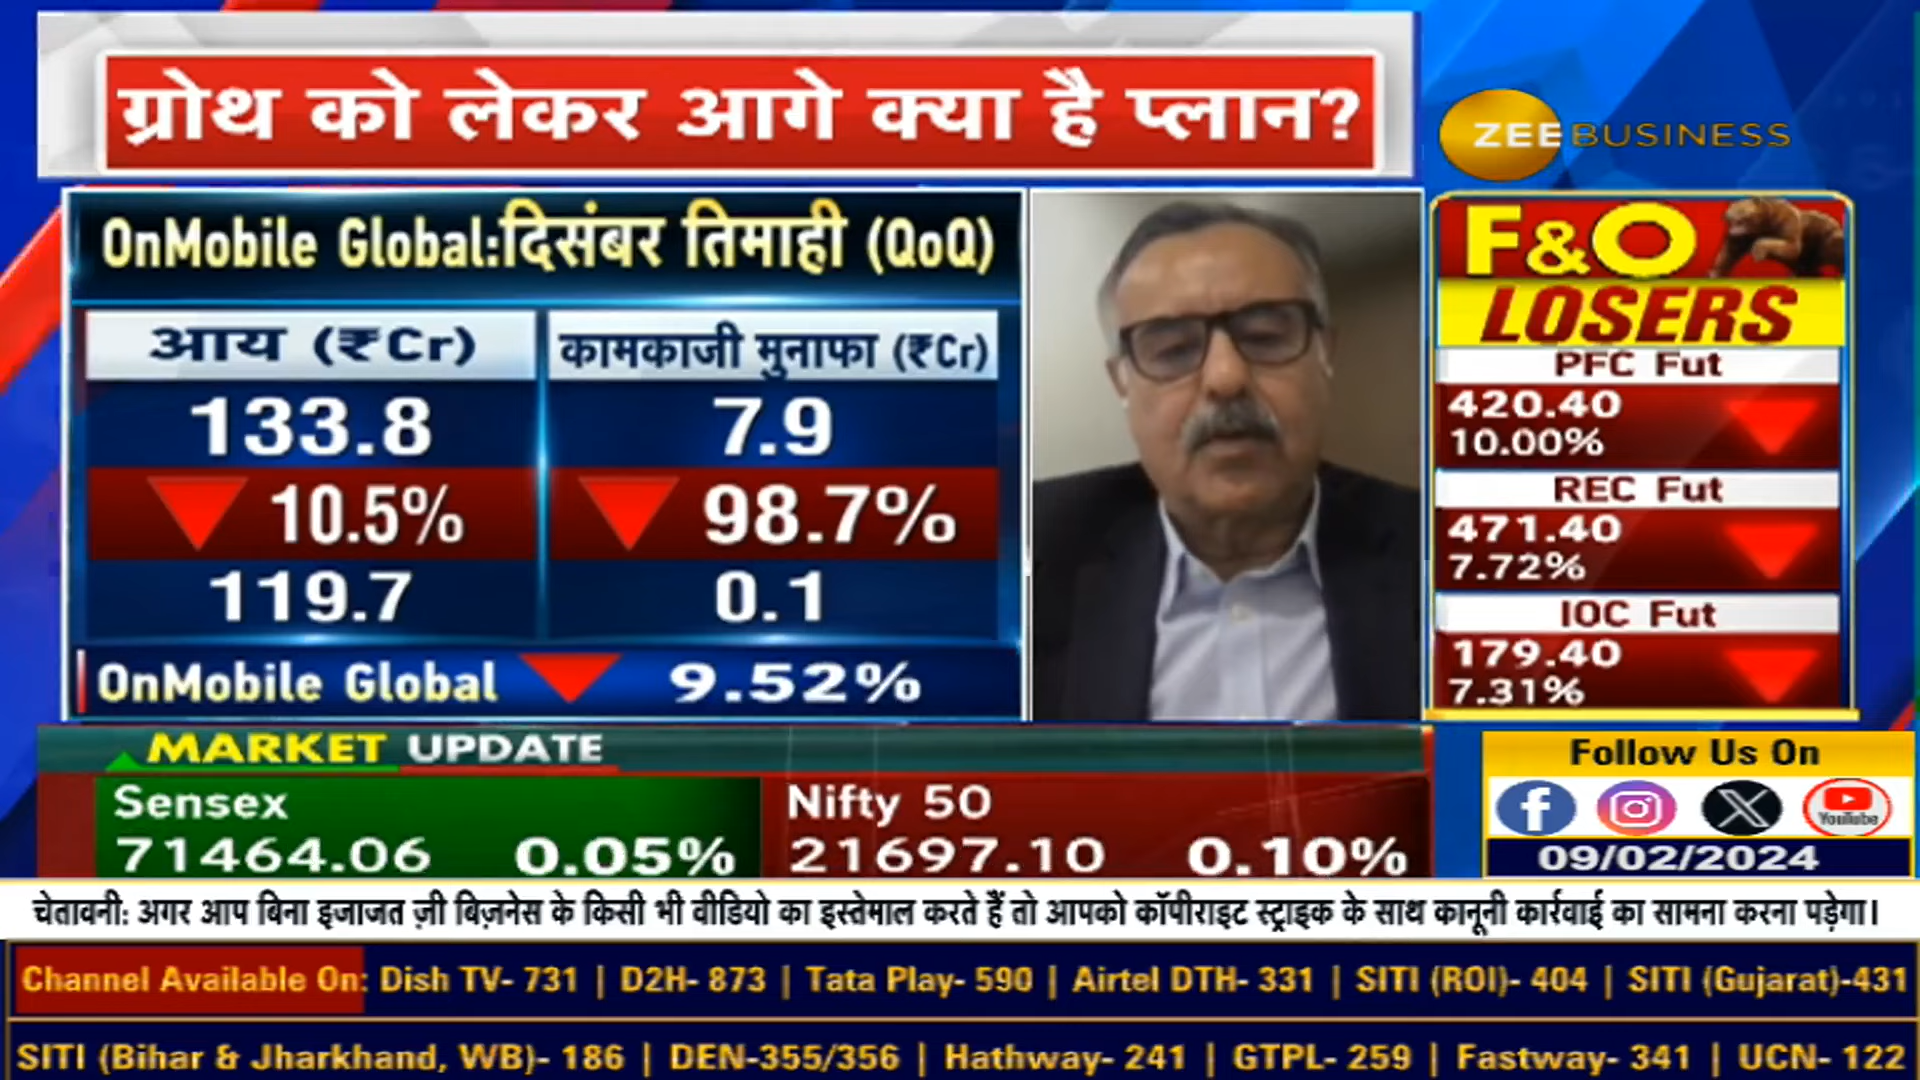 ग्रोथ को लेकर आगे क्या है प्लान?
ZEE BUSINESS
OnMobile Global:दिसंबर तिमाही (QoQ)
आय (₹Cr) कामकाजी मुनाफा (₹Cr)
133.8 7.9
10.5% 98.7%
119.7 0.1
OnMobile Global 9.52%
F&O
LOSERS
PFC Fut
420.40
10.00%
REC Fut
471.40
7.72%
IOC Fut
179.40
7.31%
MARKET UPDATE
Sensex
71464.06 0.05%
Nifty 50
21697.10 0.10%
Follow Us On
YouTube
09/02/2024
चेतावनी: अगर आप बिना इजाजत ज़ी बिज़नेस के किसी भी वीडियो का इस्तेमाल करते हैं तो आपको कॉपीराइट स्ट्राइक के साथ कानूनी कार्रवाई का सामना करना पड़ेगा।
Channel Available On: Dish TV- 731 | D2H- 873 | Tata Play- 590 | Airtel DTH- 331 | SITI (ROI)- 404 | SITI (Gujarat)-431
SITI (Bihar & Jharkhand, WB)- 186 | DEN-355/356 | Hathway- 241 | GTPL- 259 | Fastway- 341 | UCN- 122